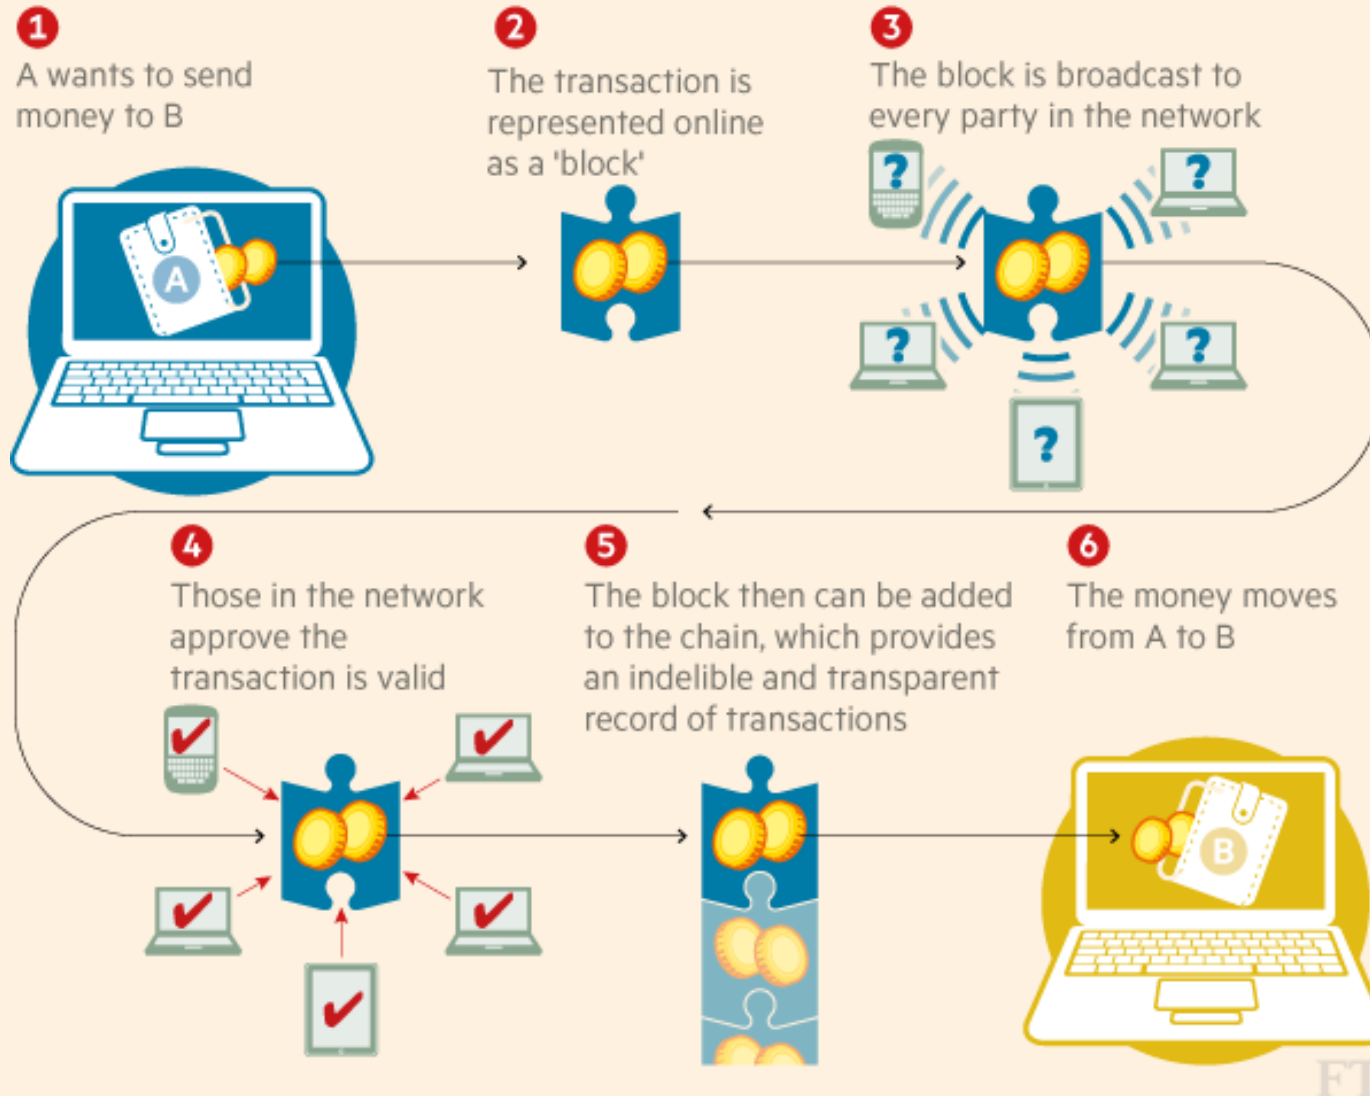 1
A wants to send
money to B
2
The transaction is
represented online
as a 'block'
3
The block is broadcast to
every party in the network
?
?
?
?
?
A
4
Those in the network
approve the
transaction is valid
5
The block then can be added
to the chain, which provides
an indelible and transparent
record of transactions
6
The money moves
from A to B
B
FT